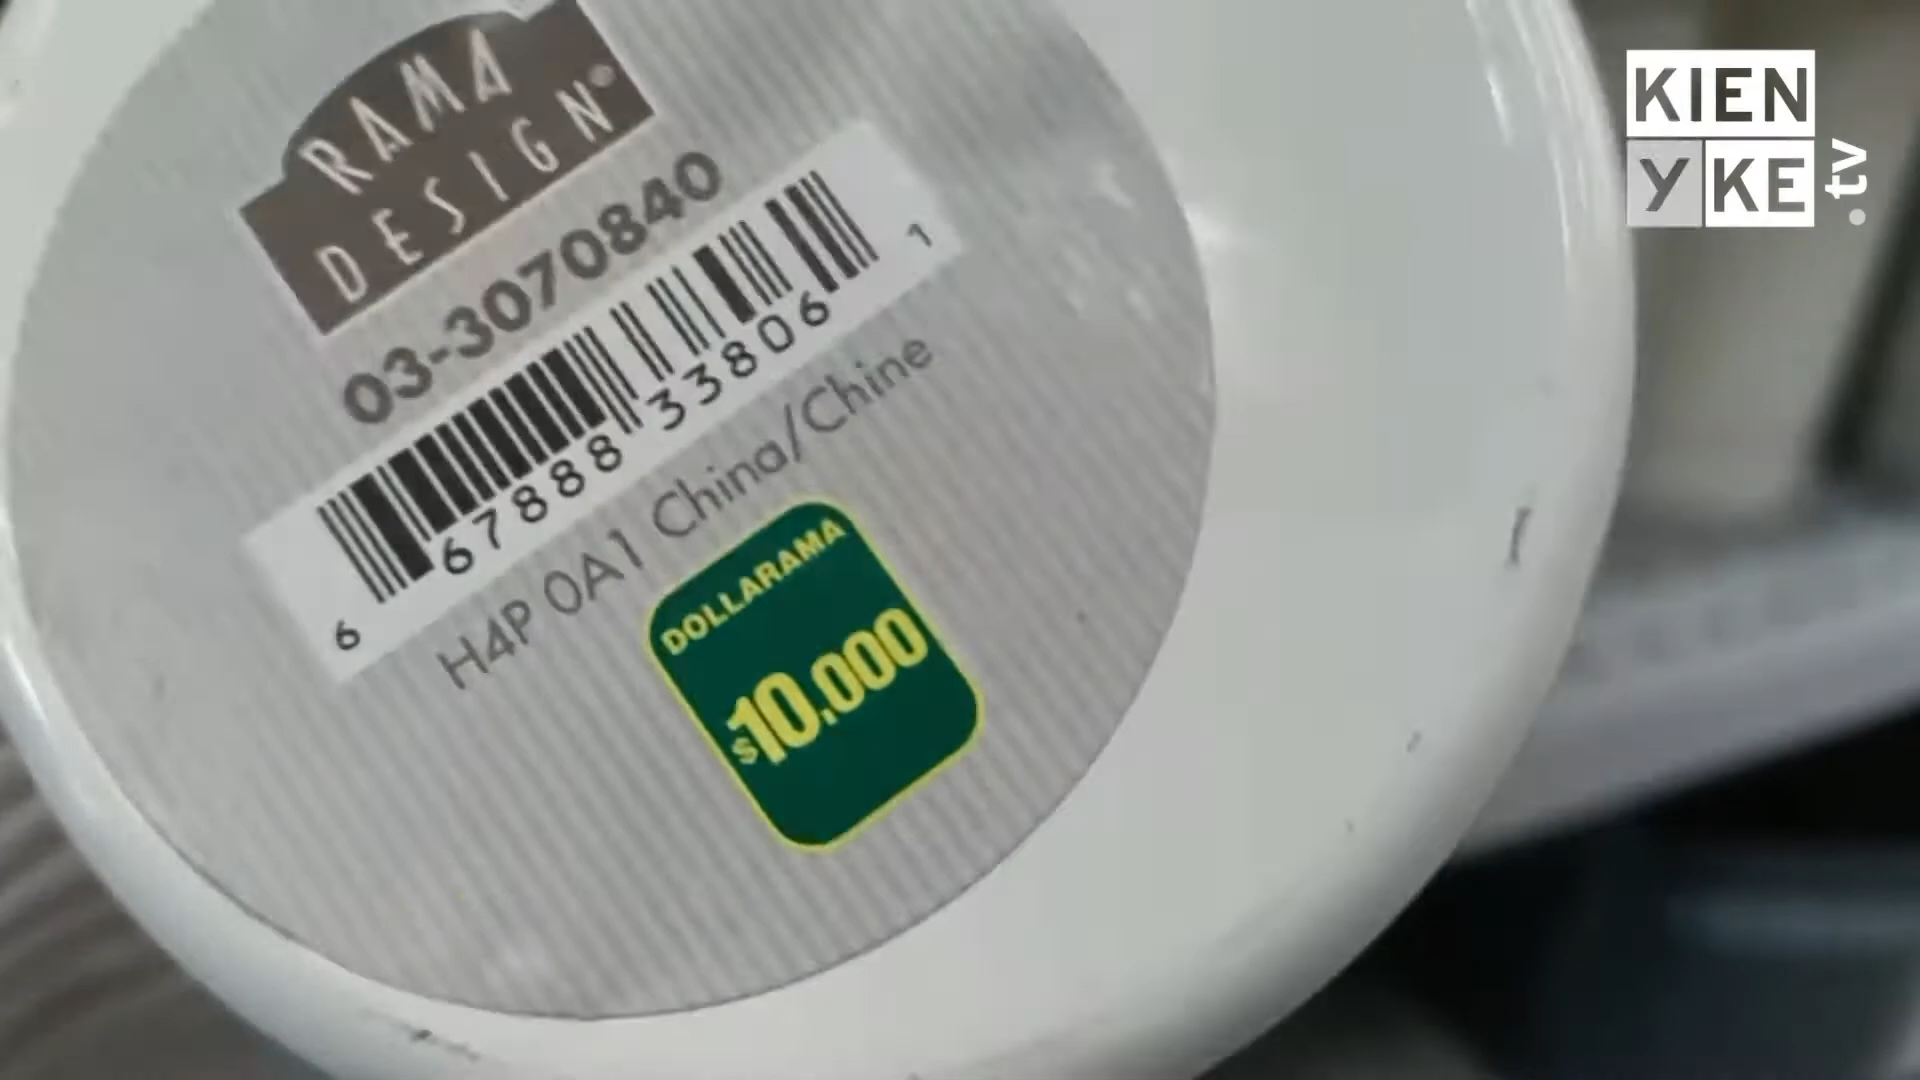 RAMA
DESIGN®
03-3070840
6 67888 33806 1
H4P 0A1 China/Chine
DOLLARAMA
$10.000
KIEN
YKE
.tv